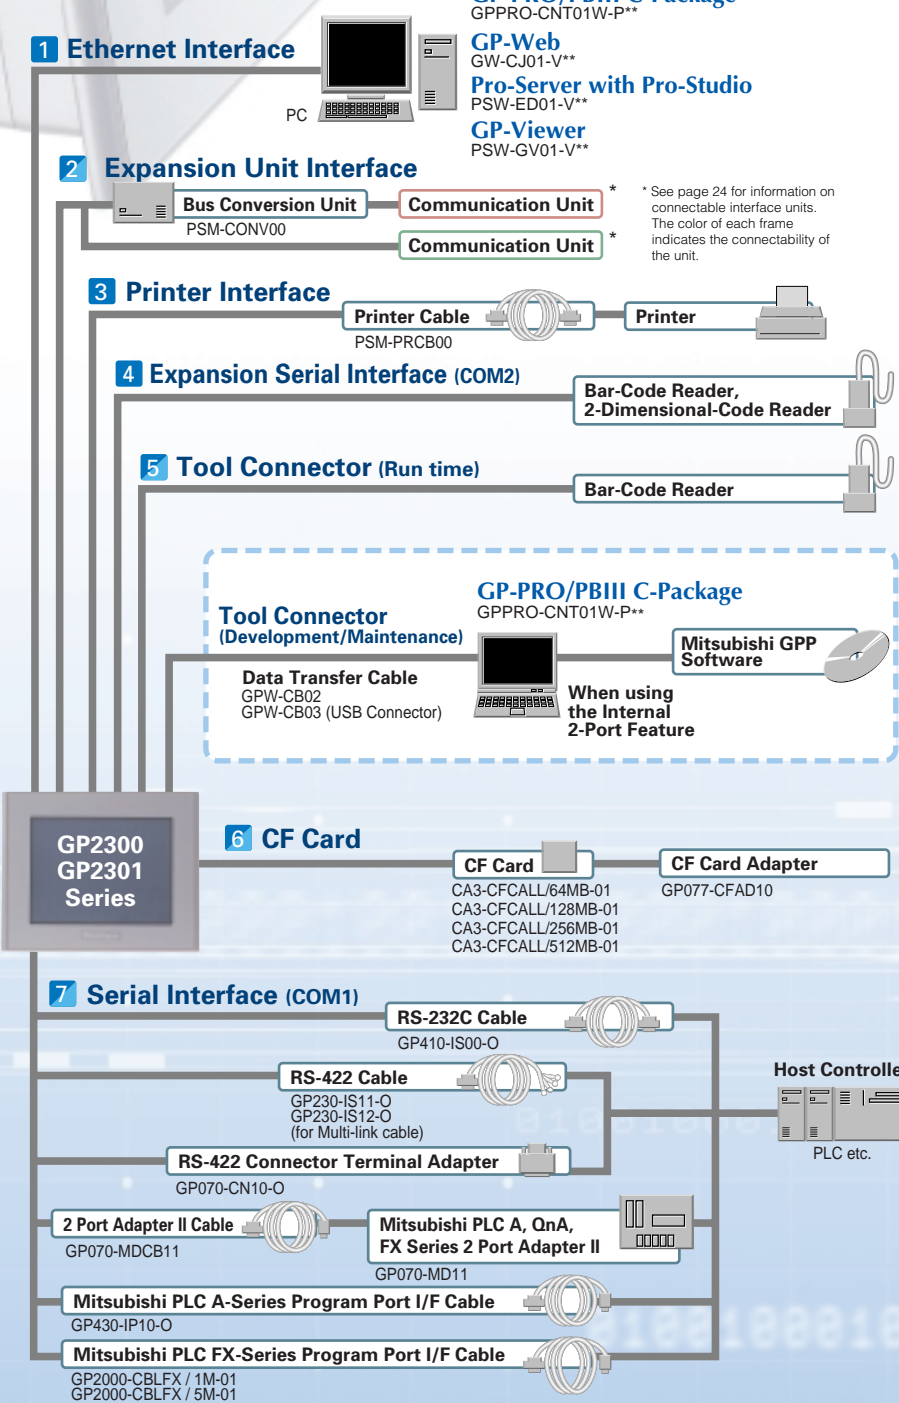 GP-PRO/PBIII C-Package
GPPRO-CNT01W-P**
1 Ethernet Interface
GP-Web
GW-CJ01-V**
Pro-Server with Pro-Studio
PSW-ED01-V**
PC
GP-Viewer
PSW-GV01-V**
2 Expansion Unit Interface
Bus Conversion Unit
Communication Unit *
PSM-CONV00
Communication Unit *
* See page 24 for information on
connectable interface units.
The color of each frame
indicates the connectability of
the unit.
3 Printer Interface
Printer Cable
Printer
PSM-PRCB00
4 Expansion Serial Interface (COM2)
Bar-Code Reader,
2-Dimensional-Code Reader
5 Tool Connector (Run time)
Bar-Code Reader
GP-PRO/PBIII C-Package
GPPRO-CNT01W-P**
Tool Connector
(Development/Maintenance)
Mitsubishi GPP
Software
Data Transfer Cable
GPW-CB02
GPW-CB03 (USB Connector)
When using
the Internal
2-Port Feature
GP2300
GP2301
Series
6 CF Card
CF Card
CF Card Adapter
CA3-CFCALL/64MB-01
CA3-CFCALL/128MB-01
CA3-CFCALL/256MB-01
CA3-CFCALL/512MB-01
GP077-CFAD10
7 Serial Interface (COM1)
RS-232C Cable
GP410-IS00-O
RS-422 Cable
GP230-IS11-O
GP230-IS12-O
(for Multi-link cable)
Host Controlle
PLC etc.
RS-422 Connector Terminal Adapter
GP070-CN10-O
2 Port Adapter II Cable
GP070-MDCB11
Mitsubishi PLC A, QnA,
FX Series 2 Port Adapter II
GP070-MD11
Mitsubishi PLC A-Series Program Port I/F Cable
GP430-IP10-O
Mitsubishi PLC FX-Series Program Port I/F Cable
GP2000-CBLFX / 1M-01
GP2000-CBLFX / 5M-01